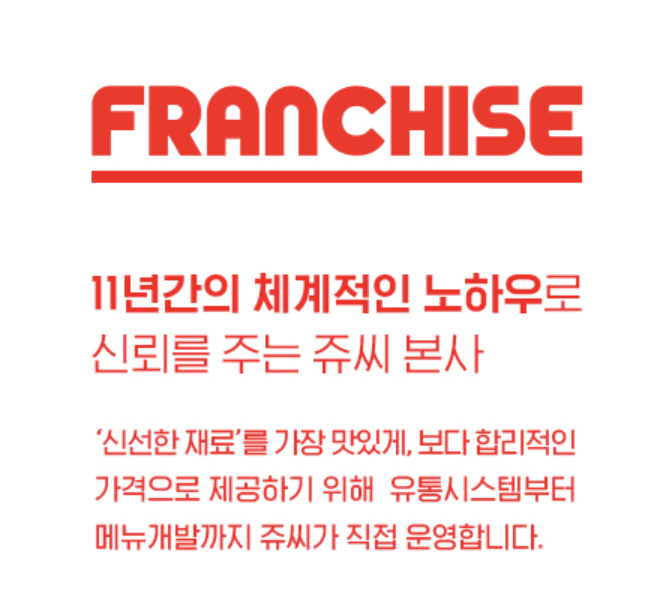 FRANCHISE
11년간의 체계적인 노하우로
신뢰를 주는 쥬씨 본사
‘신선한 재료’를 가장 맛있게, 보다 합리적인
가격으로 제공하기 위해 유통시스템부터
메뉴개발까지 쥬씨가 직접 운영합니다.